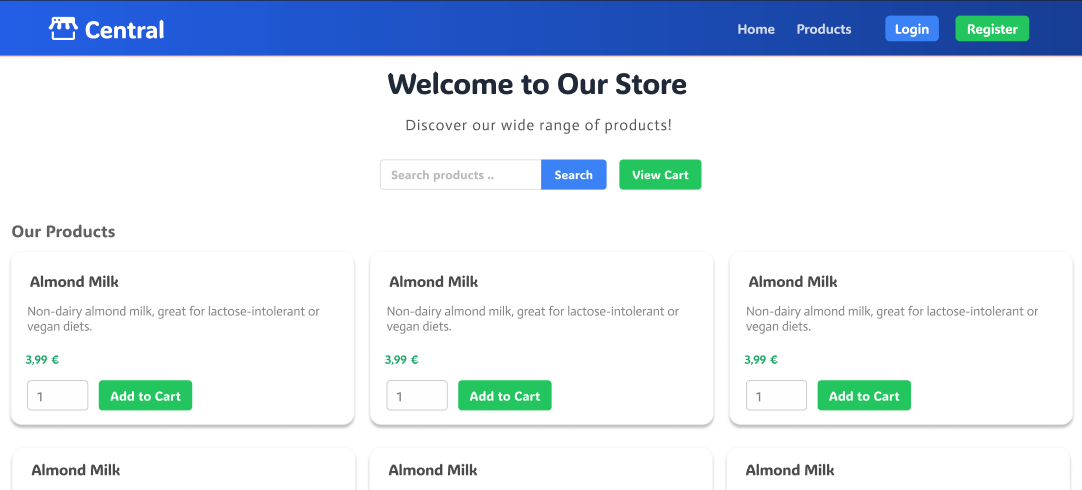 Central
Home Products Login Register
Welcome to Our Store
Discover our wide range of products!
Search products .. Search View Cart
Our Products
Almond Milk
Non-dairy almond milk, great for lactose-intolerant or
vegan diets.
3,99 €
1 Add to Cart
Almond Milk
Non-dairy almond milk, great for lactose-intolerant or
vegan diets.
3,99 €
1 Add to Cart
Almond Milk
Non-dairy almond milk, great for lactose-intolerant or
vegan diets.
3,99 €
1 Add to Cart
Almond Milk
Almond Milk
Almond Milk